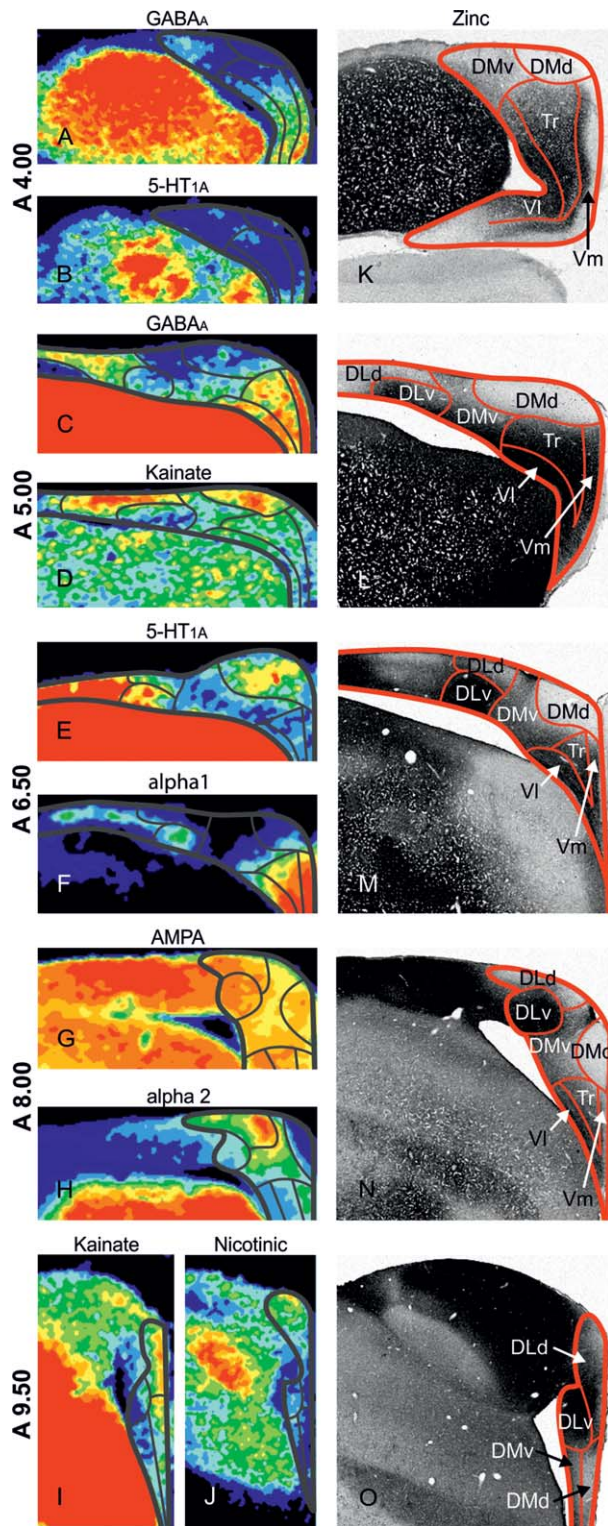 GABAA
Zinc
A
DMv
DMd
Tr
Vl
Vm
K
A 4.00
5-HT1A
B
GABAA
C
DLd
DLv
DMv
DMd
Tr
Vl
Vm
L
A 5.00
Kainate
D
5-HT1A
E
DLd
DLv
DMv
DMd
Tr
Vl
Vm
M
A 6.50
alpha1
F
AMPA
G
DLd
DLv
DMv
DMd
Tr
Vl
Vm
N
A 8.00
alpha 2
H
Kainate
Nicotinic
A 9.50
I
J
DLd
DLv
DMv
DMd
O